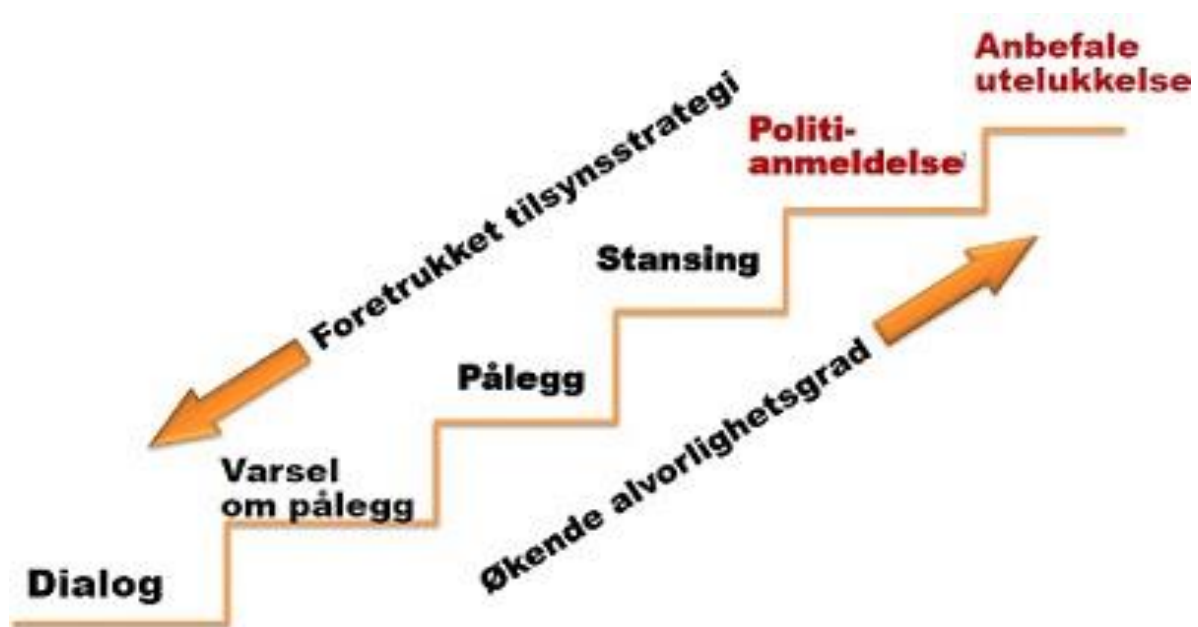 Anbefale
utelukkelse
Politi-
anmeldelse
Foretrukket tilsynsstrategi
Stansing
Pålegg
Økende alvorlighetsgrad
Varsel
om pålegg
Dialog